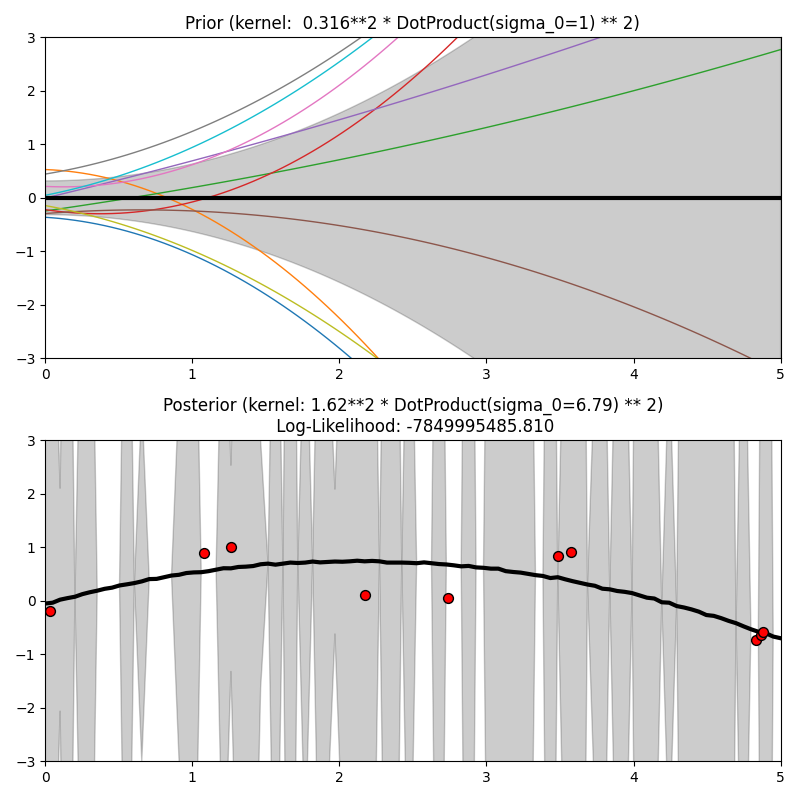 Prior (kernel:  0.316**2 * DotProduct(sigma_0=1) ** 2)
3
2
1
0
−1
−2
−3
0 1 2 3 4 5
Posterior (kernel: 1.62**2 * DotProduct(sigma_0=6.79) ** 2)
Log-Likelihood: -7849995485.810
3
2
1
0
−1
−2
−3
0 1 2 3 4 5